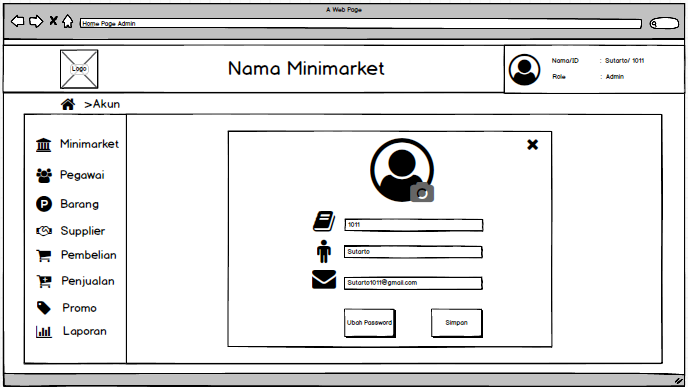 A Web Page
Home Page Admin
Logo
Nama Minimarket
Nama/ID : Sutarto/ 1011
Role : Admin
>Akun
Minimarket
Pegawai
Barang
Supplier
Pembelian
Penjualan
Promo
Laporan
1011
Sutarto
Sutarto1011@gmail.com
Ubah Password
Simpan